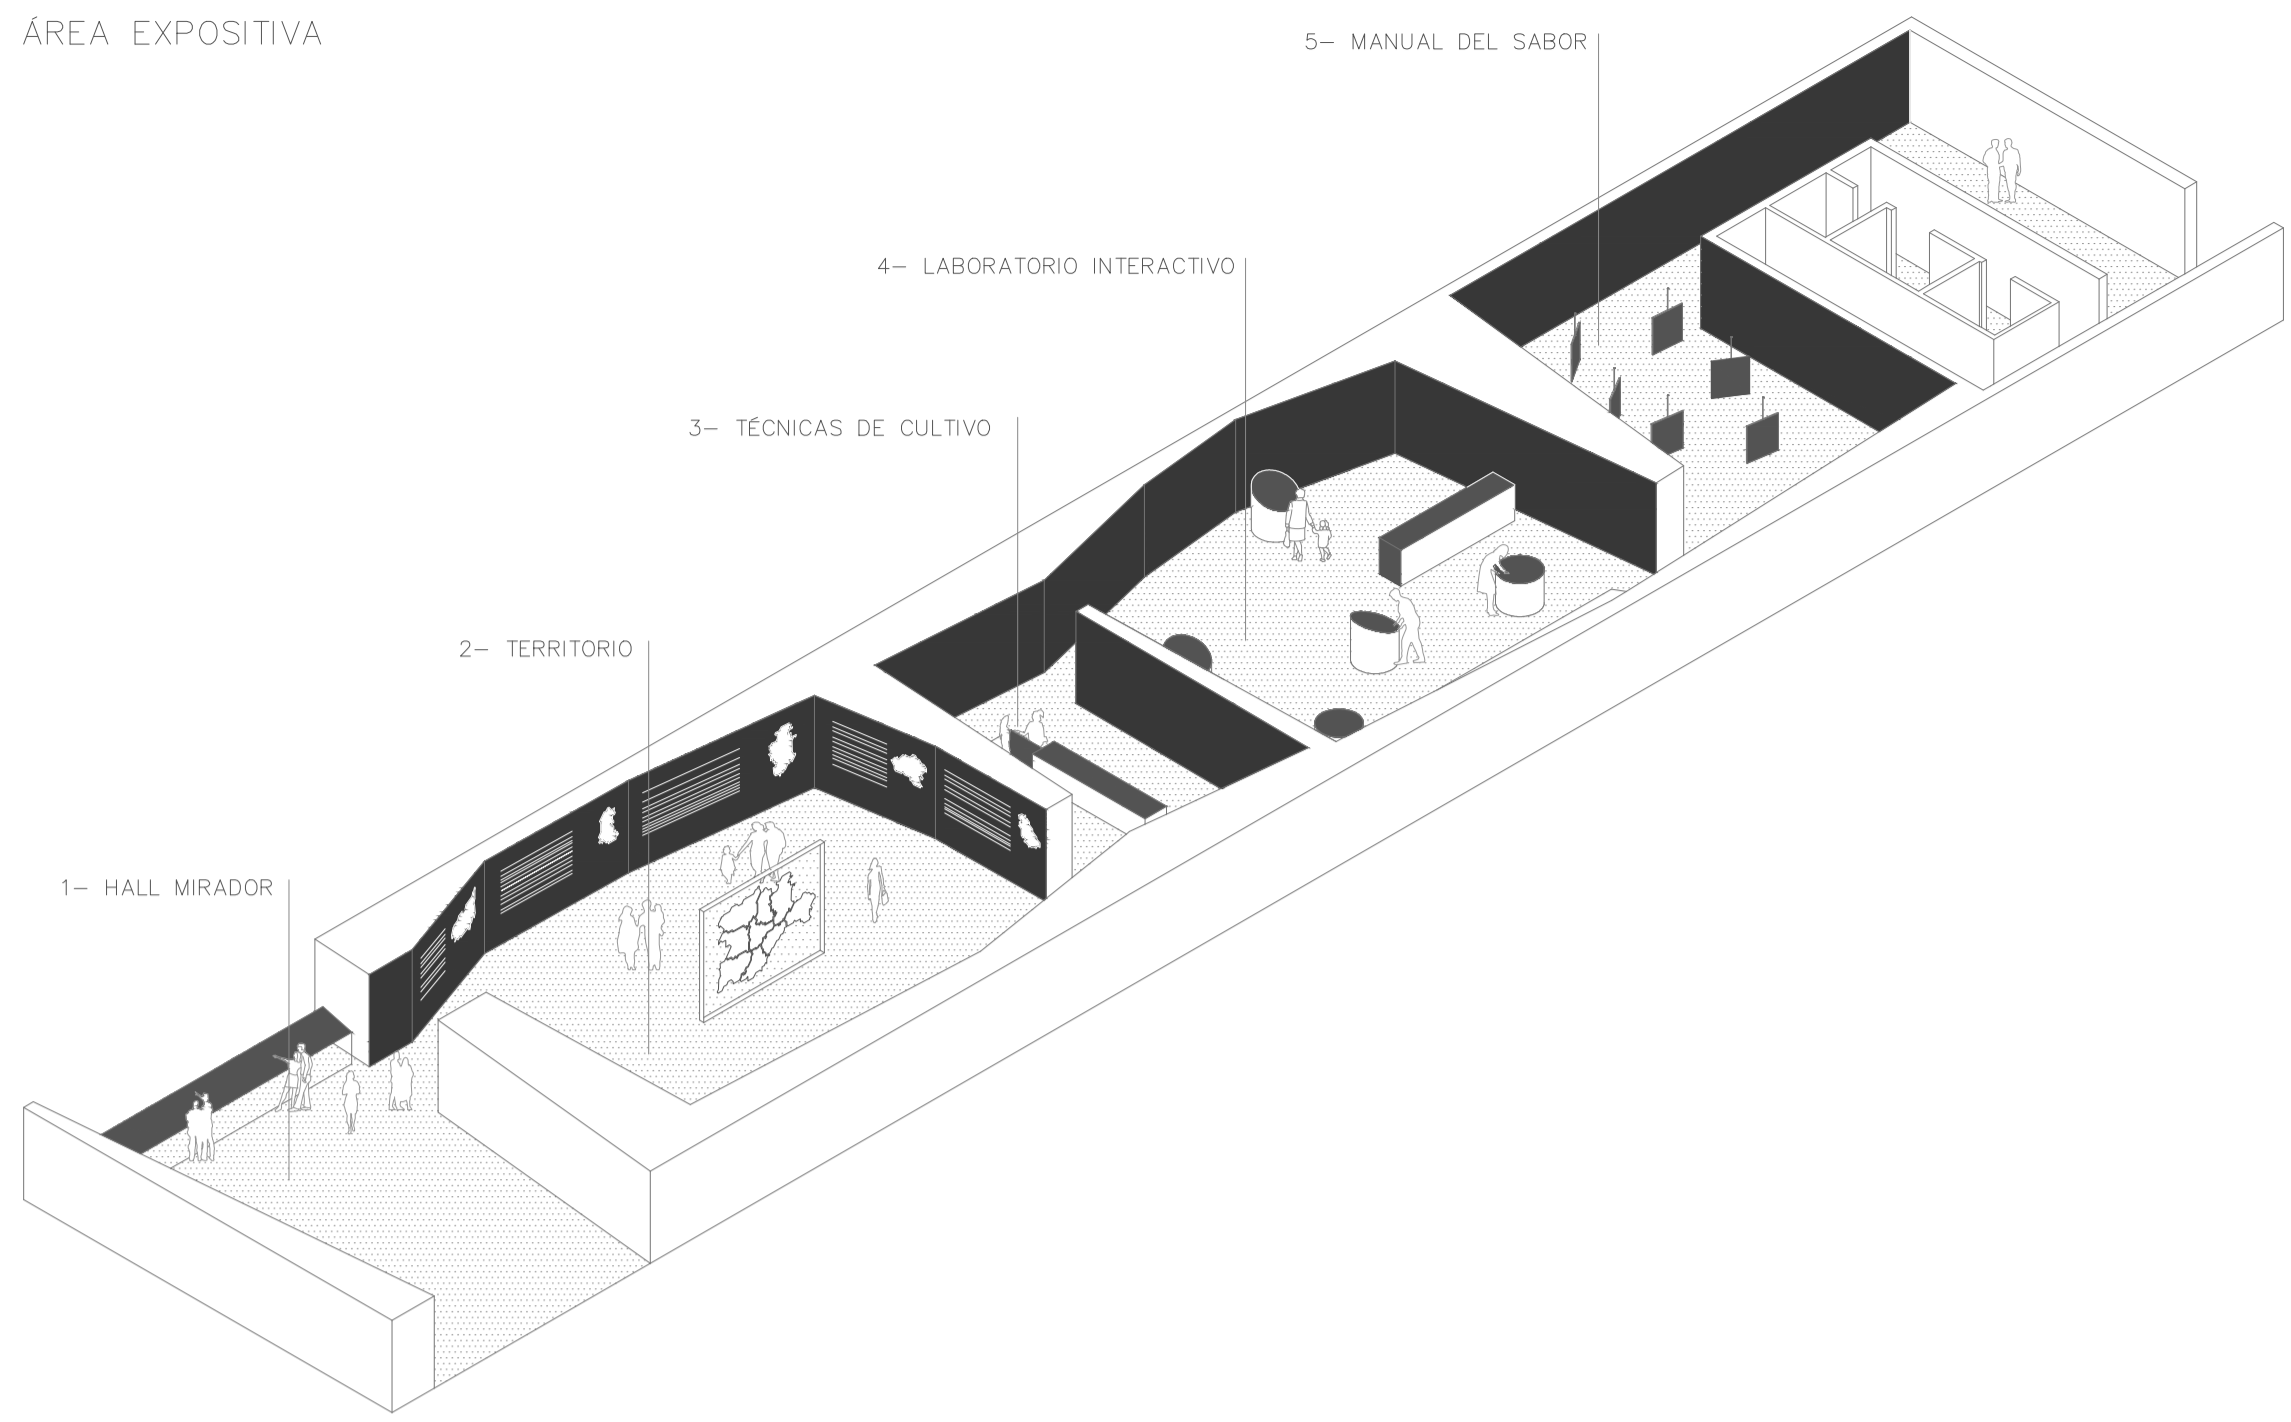 ÁREA EXPOSITIVA
5- MANUAL DEL SABOR
4- LABORATORIO INTERACTIVO
3- TÉCNICAS DE CULTIVO
2- TERRITORIO
1- HALL MIRADOR